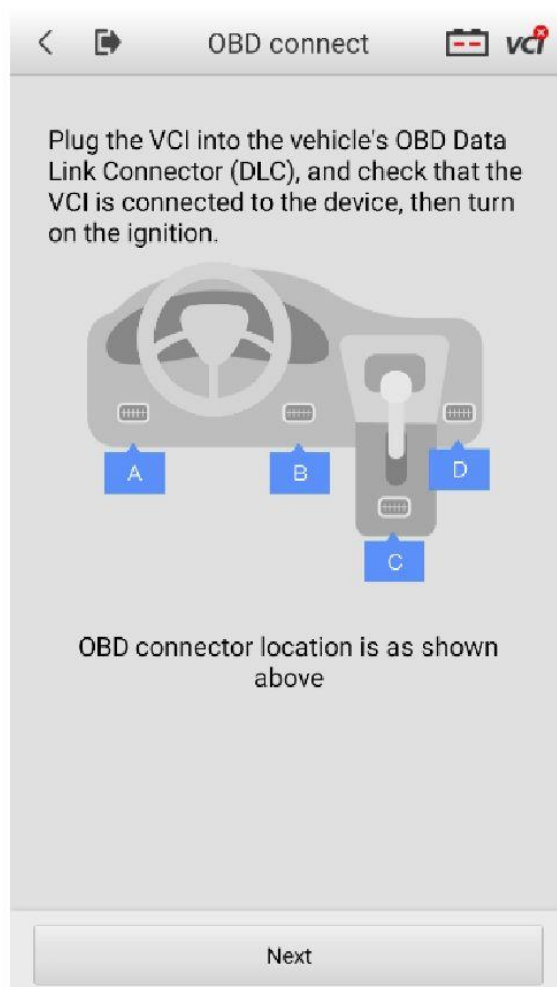 OBD connect
vci
Plug the VCI into the vehicle's OBD Data
Link Connector (DLC), and check that the
VCI is connected to the device, then turn
on the ignition.
A
B
D
C
OBD connector location is as shown
above
Next